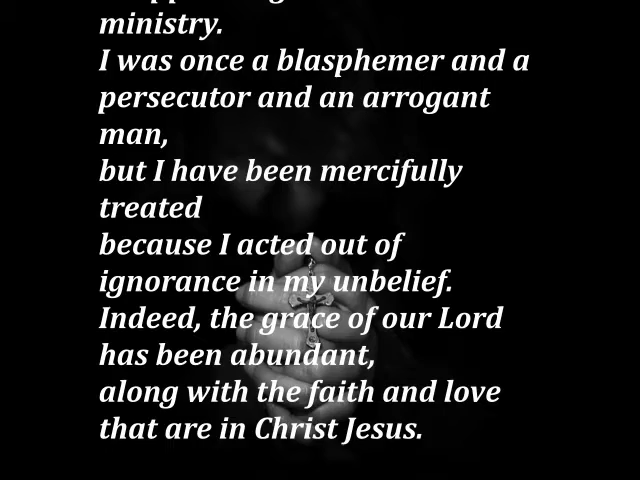 ministry.
I was once a blasphemer and a
persecutor and an arrogant
man,
but I have been mercifully
treated
because I acted out of
ignorance in my unbelief.
Indeed, the grace of our Lord
has been abundant,
along with the faith and love
that are in Christ Jesus.